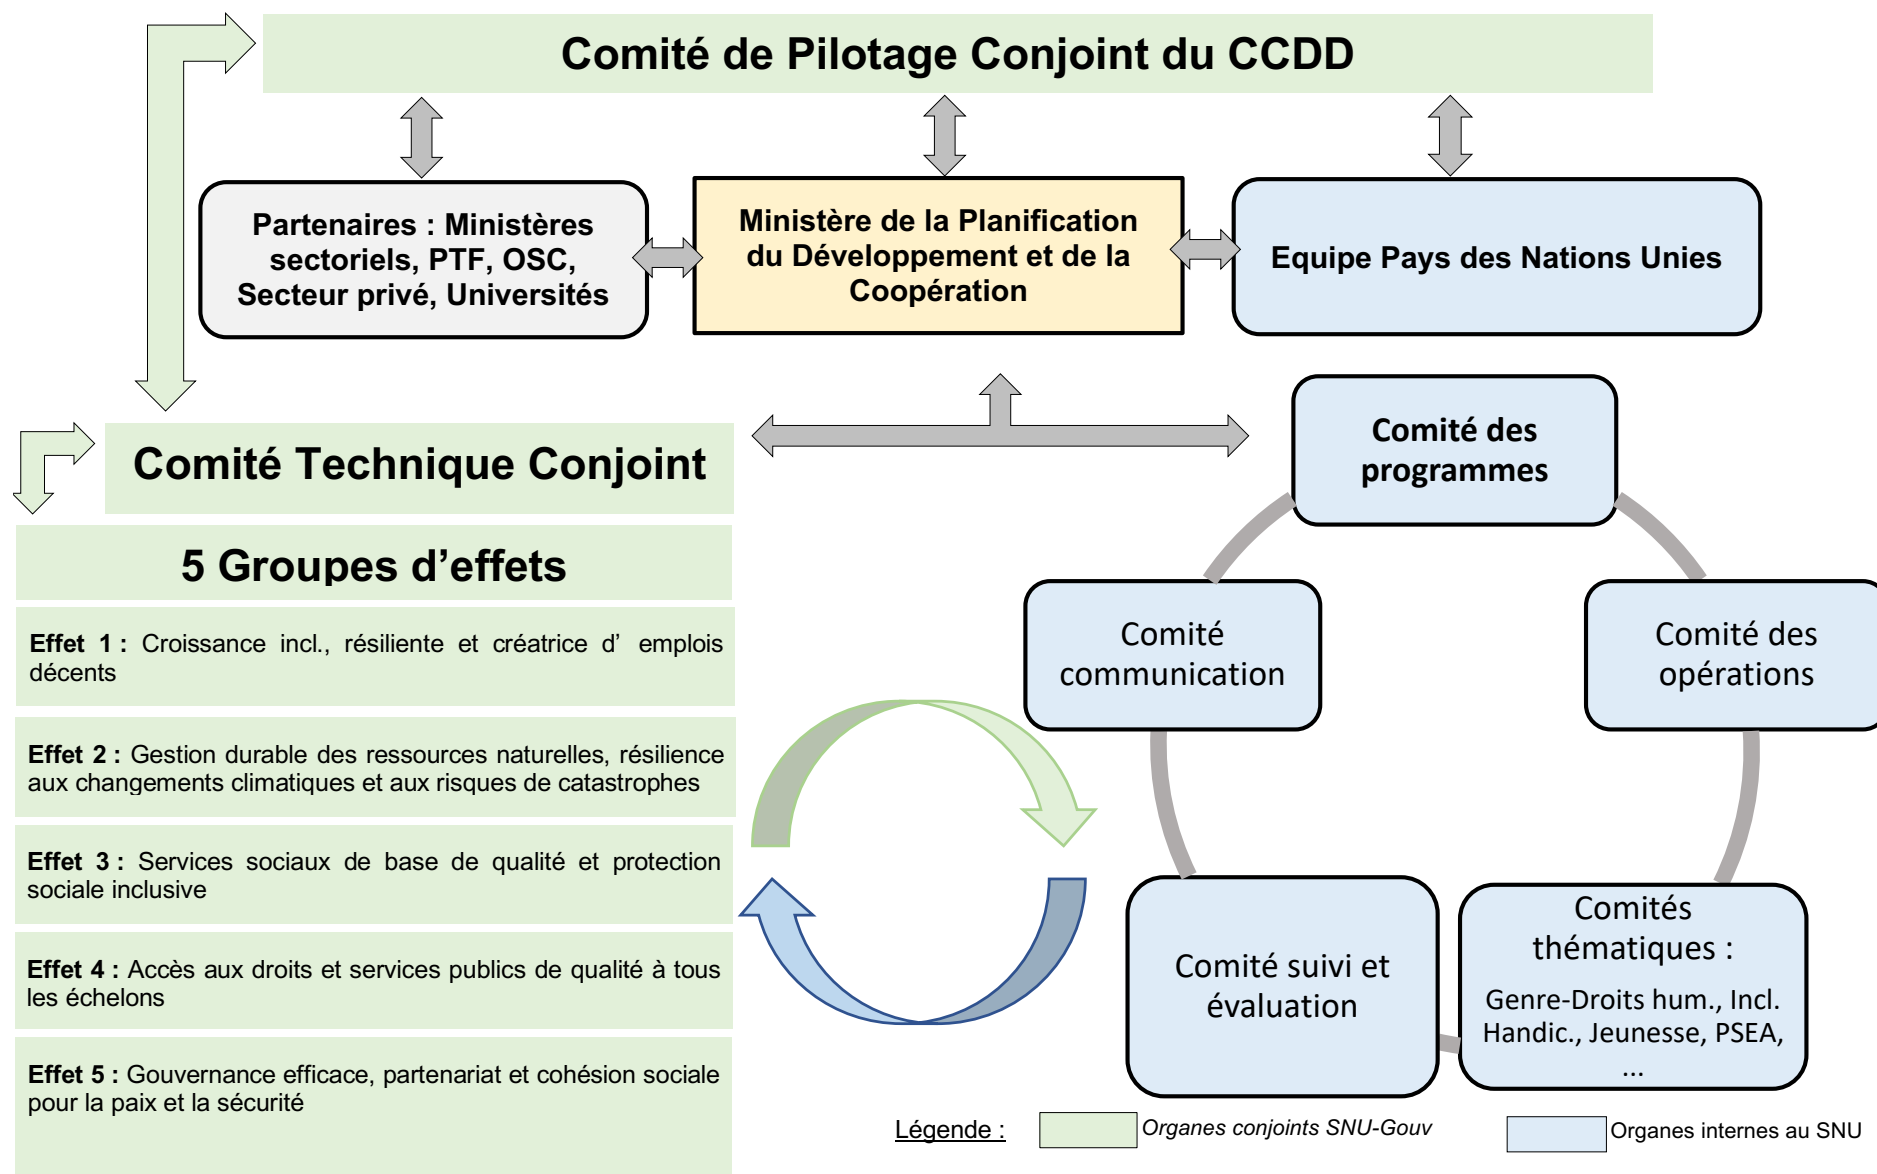 Comité de Pilotage Conjoint du CCDD
Partenaires : Ministères
sectoriels, PTF, OSC,
Secteur privé, Universités
Ministère de la Planification
du Développement et de la
Coopération
Equipe Pays des Nations Unies
Comité Technique Conjoint
5 Groupes d’effets
Effet 1 : Croissance incl., résiliente et créatrice d’ emplois
décents
Effet 2 : Gestion durable des ressources naturelles, résilience
aux changements climatiques et aux risques de catastrophes
Effet 3 : Services sociaux de base de qualité et protection
sociale inclusive
Effet 4 : Accès aux droits et services publics de qualité à tous
les échelons
Effet 5 : Gouvernance efficace, partenariat et cohésion sociale
pour la paix et la sécurité
Comité des
programmes
Comité
communication
Comité des
opérations
Comité suivi et
évaluation
Comités
thématiques :
Genre-Droits hum., Incl.
Handic., Jeunesse, PSEA,
...
Légende :
Organes conjoints SNU-Gouv
Organes internes au SNU